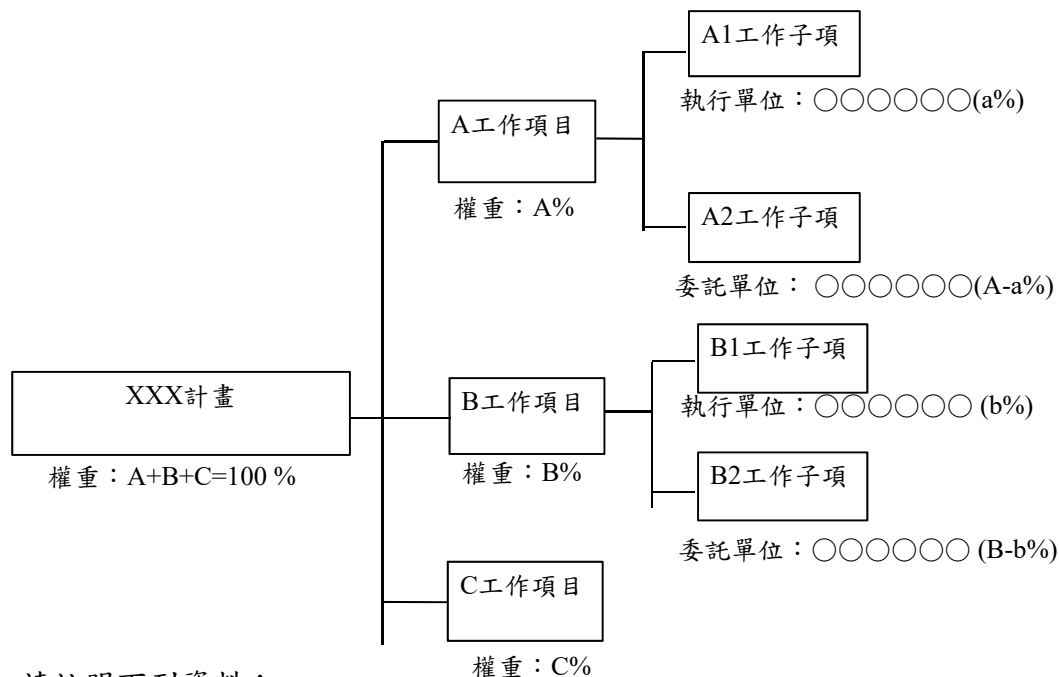 A1工作子項
執行單位：○○○○○○(a%)
A工作項目
權重：A%
A2工作子項
委託單位： ○○○○○○(A-a%)
B1工作子項
執行單位：○○○○○○ (b%)
XXX計畫
權重：A+B+C=100 %
B工作項目
權重：B%
B2工作子項
委託單位：○○○○○○ (B-b%)
C工作項目
權重：C%